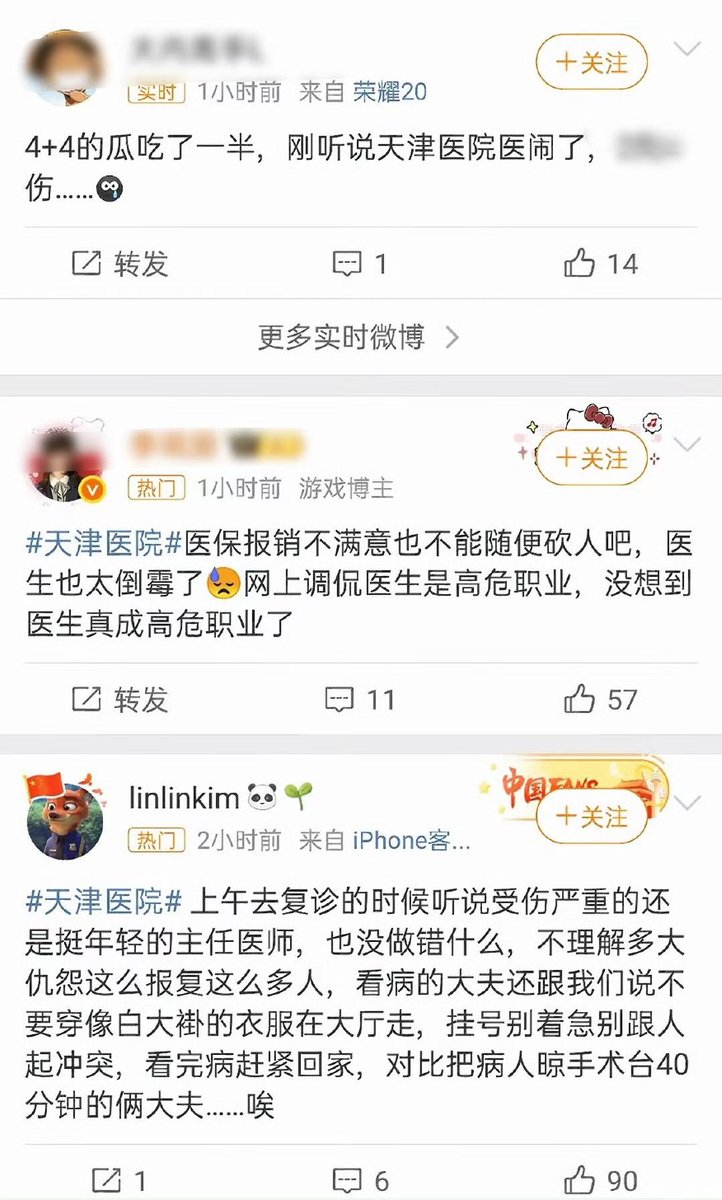 实时 1小时前 来自 荣耀20
+关注
4+4的瓜吃了一半，刚听说天津医院医闹了，
伤……
转发 1 14
更多实时微博 >
+关注
热门 1小时前 游戏博主
#天津医院#医保报销不满意也不能随便砍人吧，医
生也太倒霉了😓网上调侃医生是高危职业，没想到
医生真成高危职业了
转发 11 57
linlinkim🐼🌱
中国FANS
+关注
热门 2小时前 来自 iPhone客...
#天津医院# 上午去复诊的时候听说受伤严重的还
是挺年轻的主任医师，也没做错什么，不理解多大
仇怨这么报复这么多人，看病的大夫还跟我们说不
要穿像白大褂的衣服在大厅走，挂号别着急别跟人
起冲突，看完病赶紧回家，对比把病人晾手术台40
分钟的俩大夫……唉
1 6 90